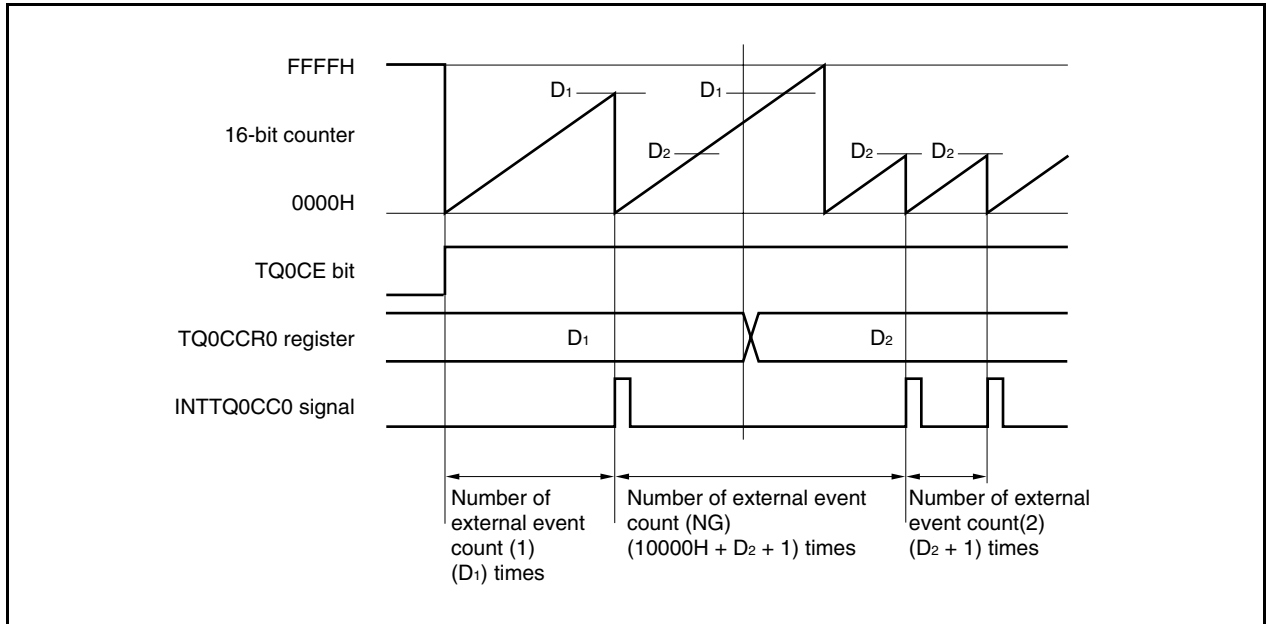 FFFFH
D₁
D₁
16-bit counter
D₂
D₂
D₂
0000H
TQ0CE bit
TQ0CCR0 register
D₁
D₂
INTTQ0CC0 signal
Number of
external event
count (1)
(D₁) times
Number of external event
count (NG)
(10000H + D₂ + 1) times
Number of external
event count(2)
(D₂ + 1) times